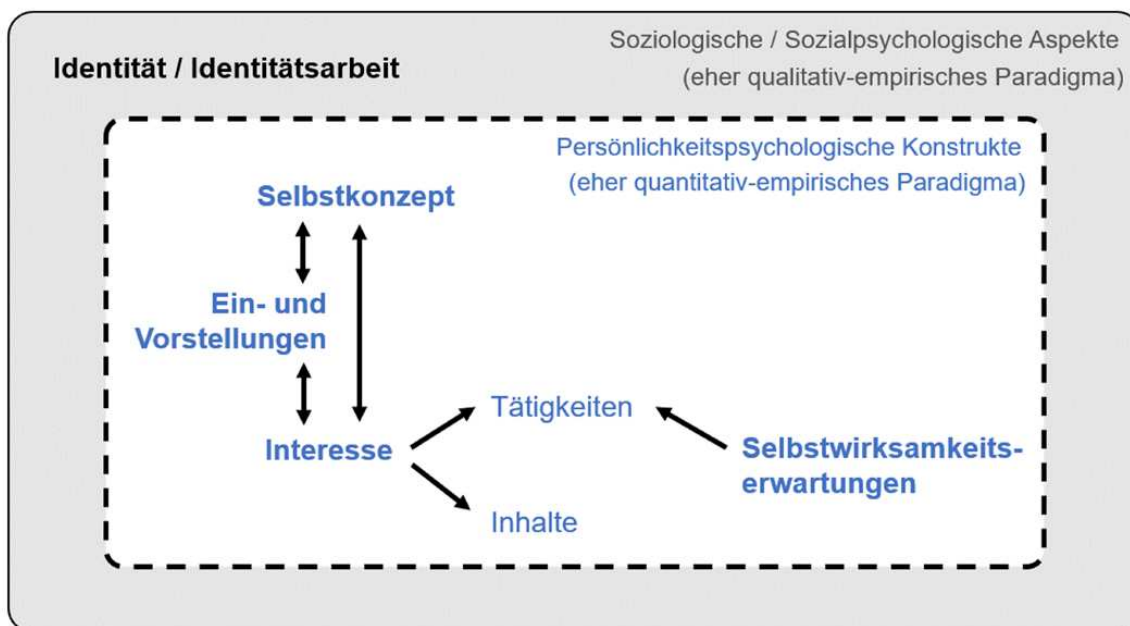 Soziologische / Sozialpsychologische Aspekte
(eher qualitativ-empirisches Paradigma)
Identität / Identitätsarbeit
Persönlichkeitspsychologische Konstrukte
(eher quantitativ-empirisches Paradigma)
Selbstkonzept
Ein- und
Vorstellungen
Interesse
Tätigkeiten
Inhalte
Selbstwirksamkeits-
erwartungen